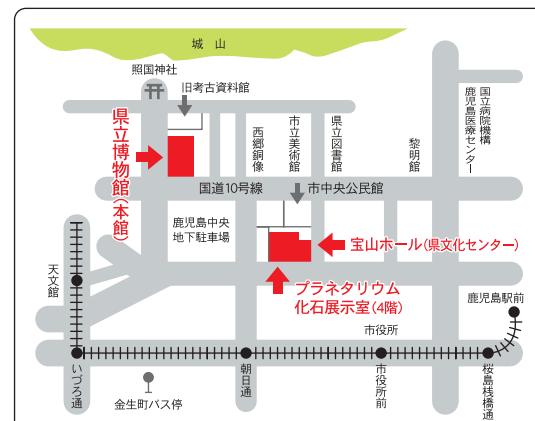 城 山
照国神社
旧考古資料館
県立博物館(本館)
西郷銅像
市立美術館
県立図書館
黎明館
国立病院機構
鹿児島医療センター
国道10号線
市中央公民館
鹿児島中央
地下駐車場
宝山ホール(県文化センター)
プラネタリウム
化石展示室(4階)
天文館
鹿児島駅前
市役所
いづろ通
朝日通
市役所前
桜島桟橋通
金生町バス停